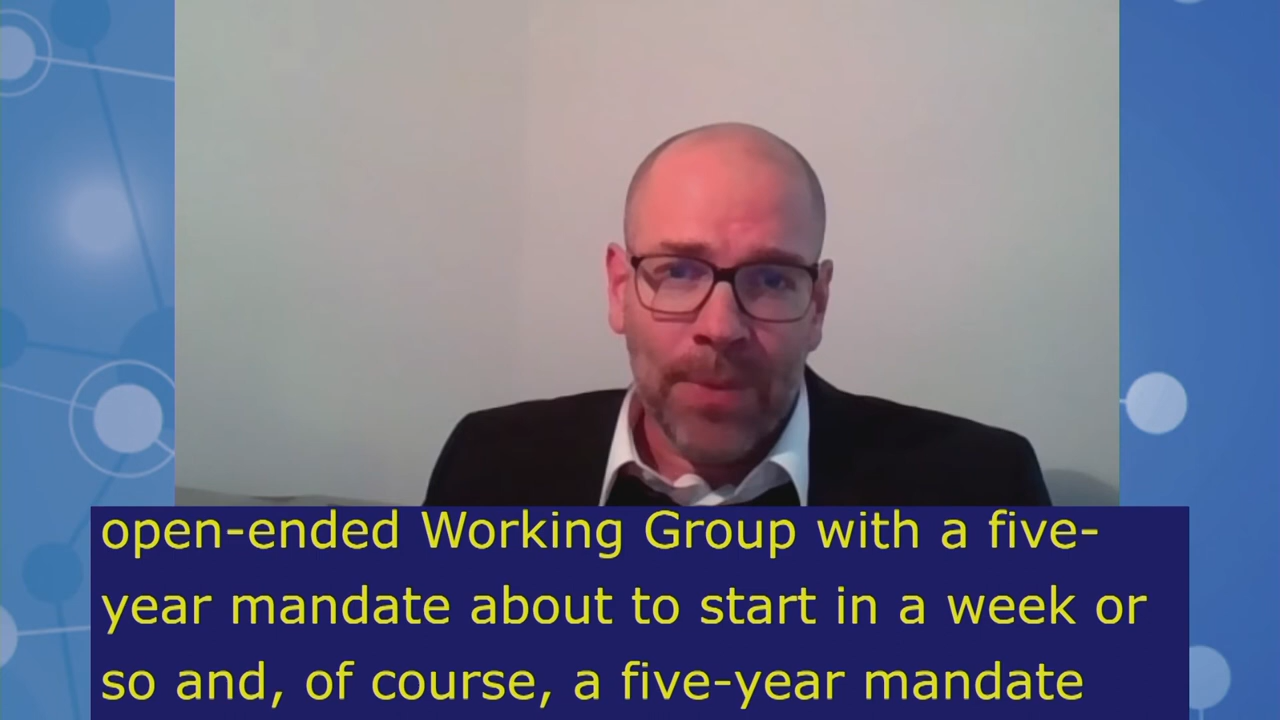 open-ended Working Group with a five-
year mandate about to start in a week or
so and, of course, a five-year mandate